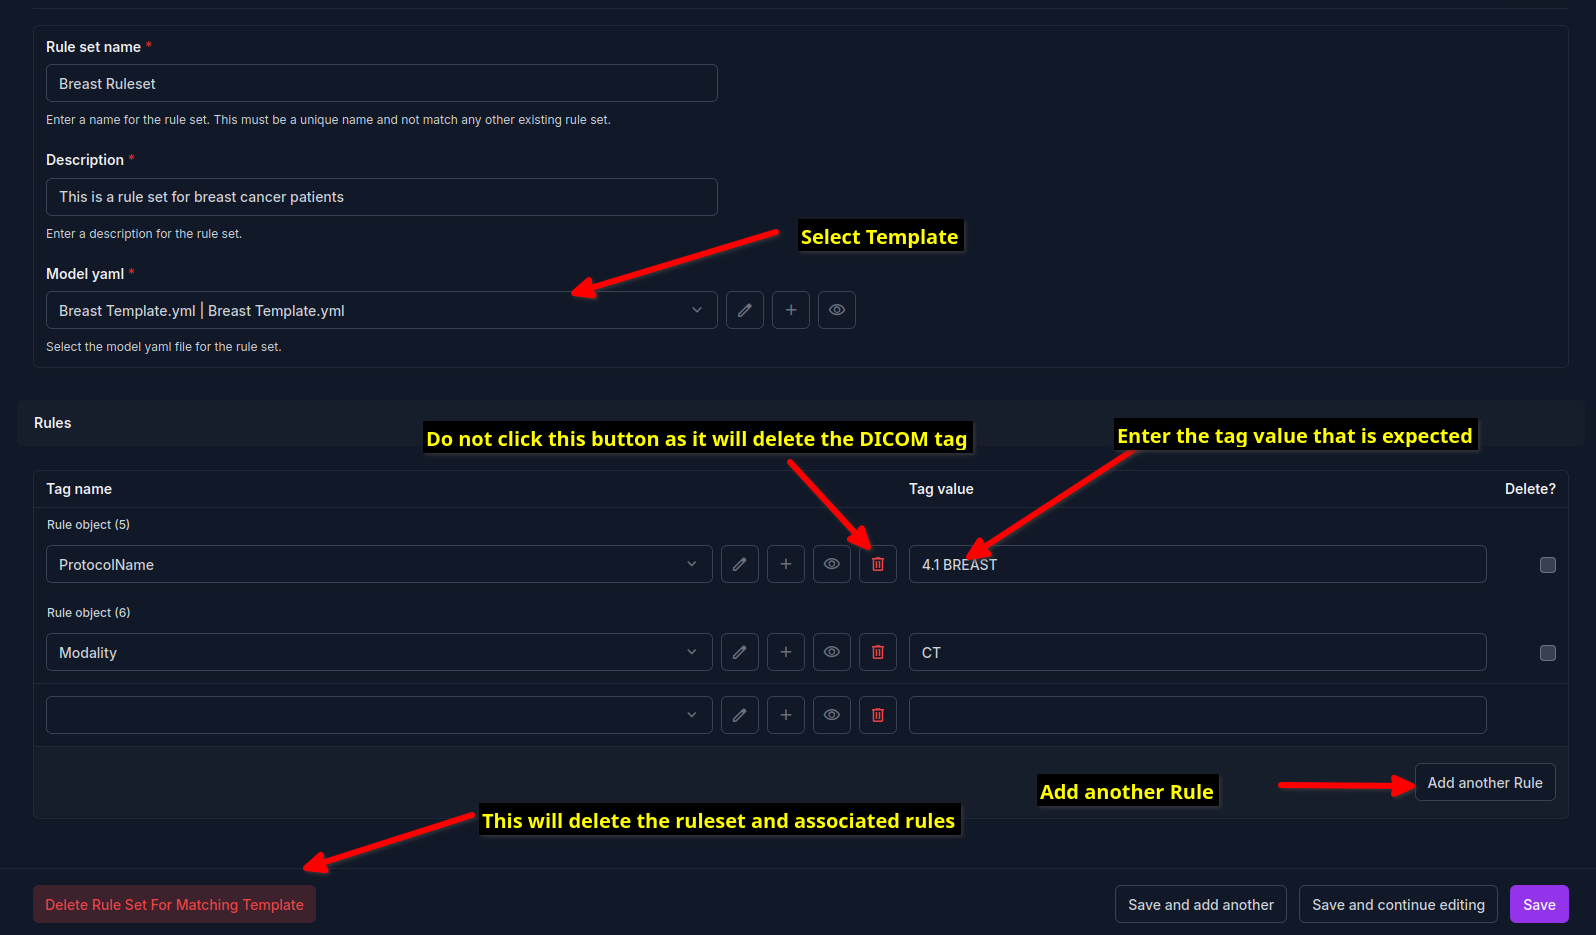 Rule set name *
Breast Ruleset
Enter a name for the rule set. This must be a unique name and not match any other existing rule set.
Description *
This is a rule set for breast cancer patients
Enter a description for the rule set.
Select Template
Model yaml *
Breast Template.yml | Breast Template.yml
Select the model yaml file for the rule set.
Rules
Do not click this button as it will delete the DICOM tag
Enter the tag value that is expected
Tag name
Tag value
Delete?
Rule object (5)
ProtocolName
4.1 BREAST
Rule object (6)
Modality
CT
Add another Rule
Add another Rule
This will delete the ruleset and associated rules
Delete Rule Set For Matching Template
Save and add another
Save and continue editing
Save